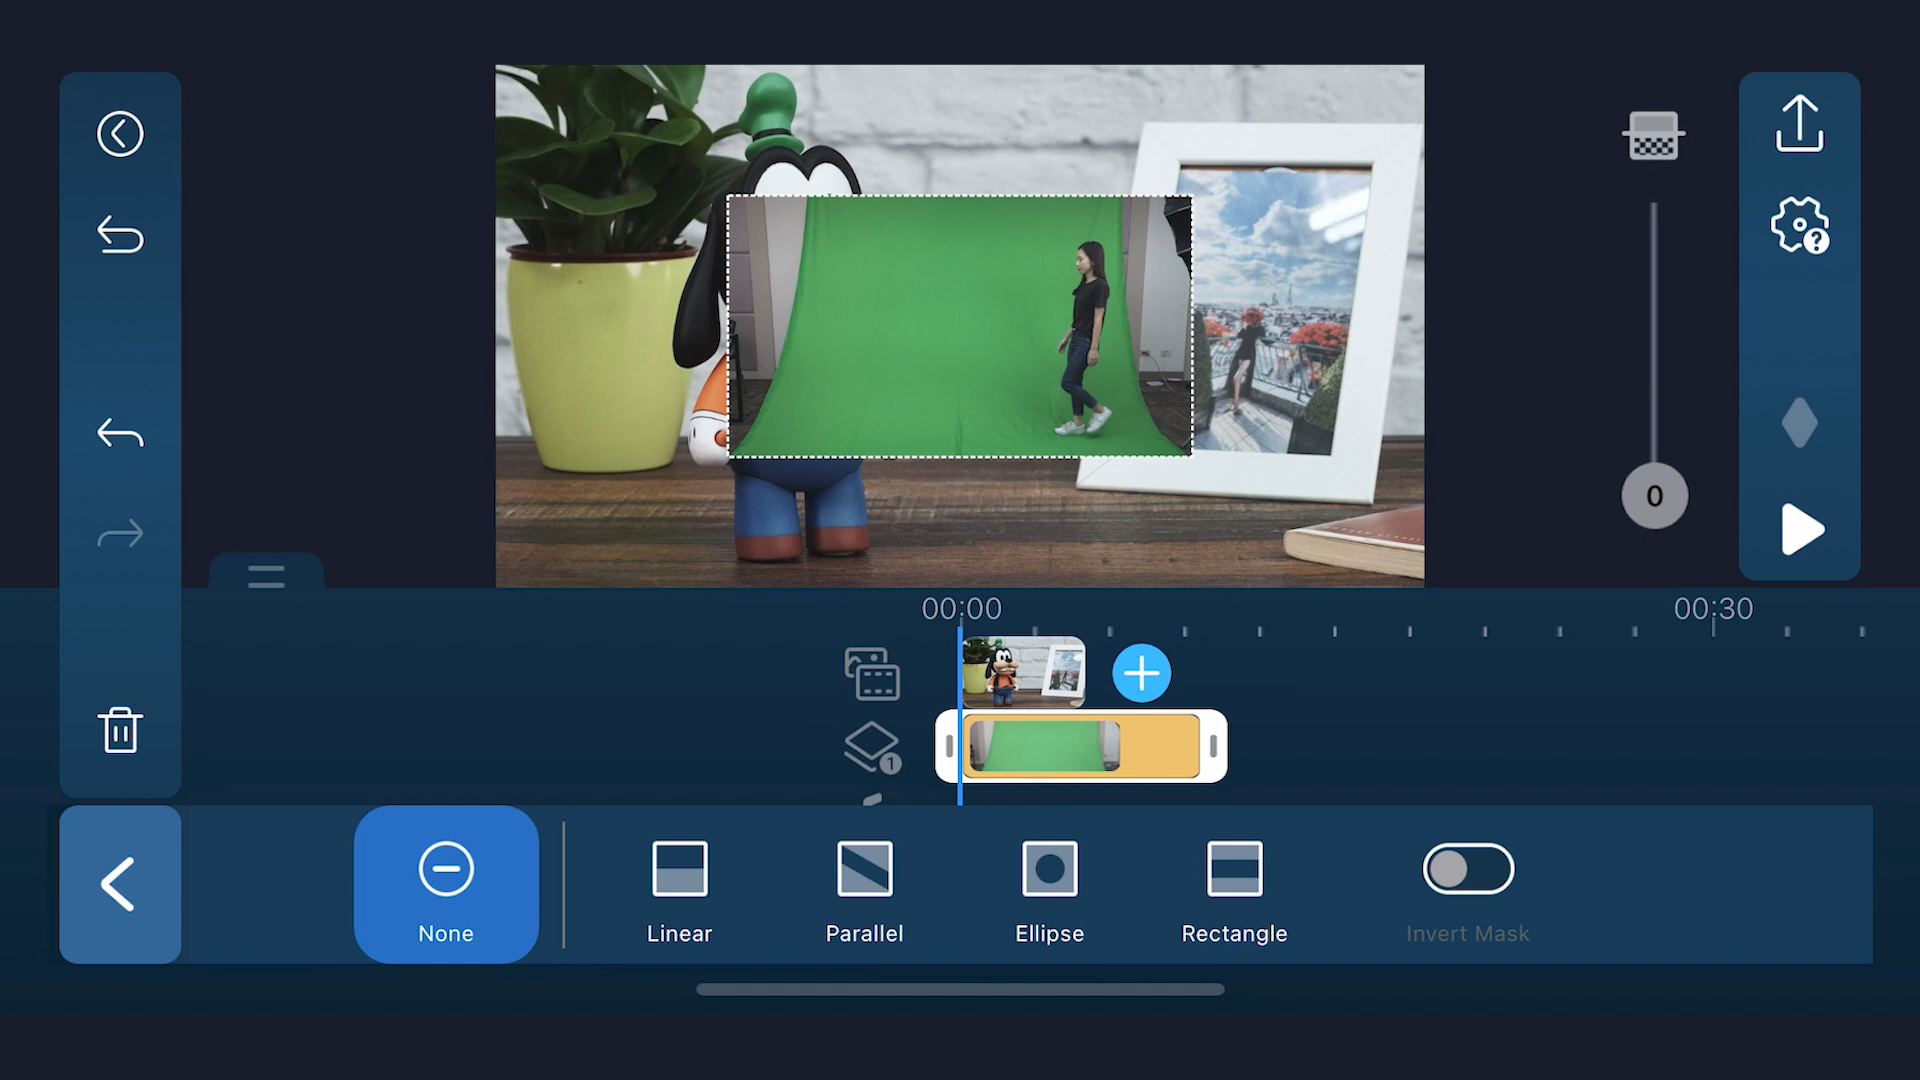 ?
0
00:00
00:30
1
None
Linear
Parallel
Ellipse
Rectangle
Invert Mask